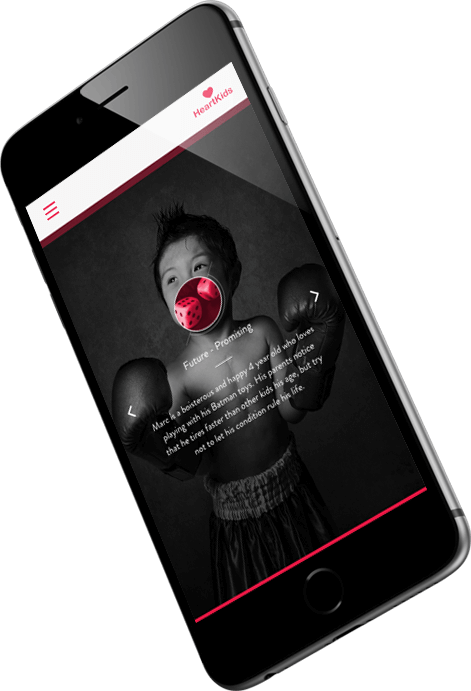 HeartKids
Future - Promising
Marc is a boisterous and happy 4 year old who loves
playing with his Batman toys. His parents notice
that he tires faster than other kids his age, but try
not to let his condition rule his life.